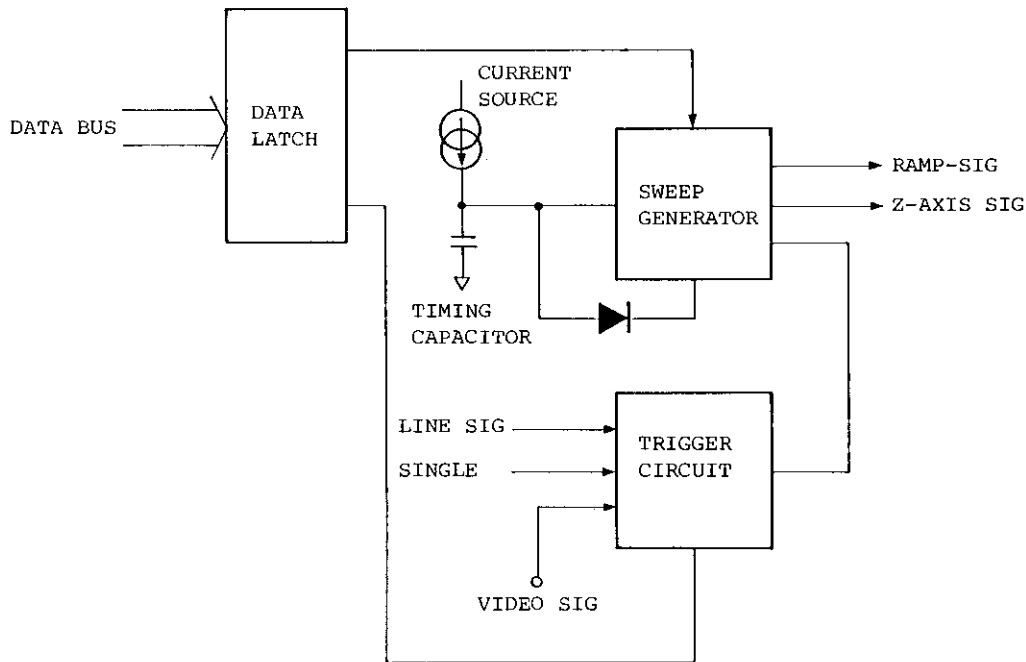 DATA BUS
DATA
LATCH
CURRENT
SOURCE
SWEEP
GENERATOR
RAMP-SIG
Z-AXIS SIG
TIMING
CAPACITOR
LINE SIG
SINGLE
VIDEO SIG
TRIGGER
CIRCUIT